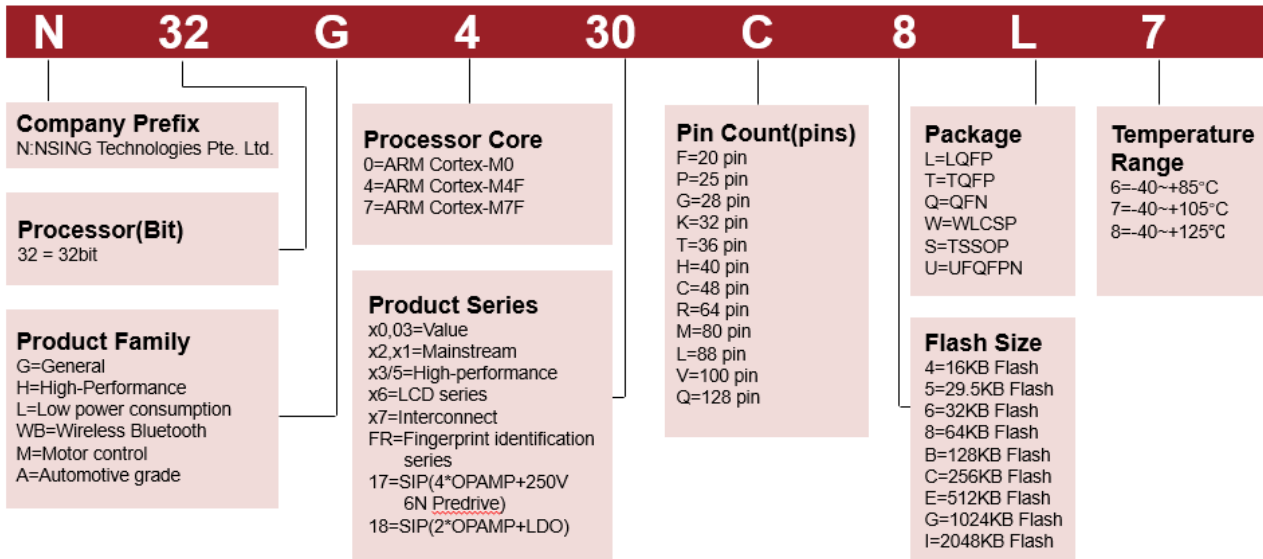 N 32 G 4 30 C 8 L 7
Company Prefix
N:NSING Technologies Pte. Ltd.
Processor(Bit)
32 = 32bit
Product Family
G=General
H=High-Performance
L=Low power consumption
WB=Wireless Bluetooth
M=Motor control
A=Automotive grade
Processor Core
0=ARM Cortex-M0
4=ARM Cortex-M4F
7=ARM Cortex-M7F
Product Series
x0,03=Value
x2,x1=Mainstream
x3/5=High-performance
x6=LCD series
x7=Interconnect
FR=Fingerprint identification
series
17=SIP(4*OPAMP+250V
6N Predrive)
18=SIP(2*OPAMP+LDO)
Pin Count(pins)
F=20 pin
P=25 pin
G=28 pin
K=32 pin
T=36 pin
H=40 pin
C=48 pin
R=64 pin
M=80 pin
L=88 pin
V=100 pin
Q=128 pin
Package
L=LQFP
T=TQFP
Q=QFN
W=WLCSP
S=TSSOP
U=UFQFPN
Flash Size
4=16KB Flash
5=29.5KB Flash
6=32KB Flash
8=64KB Flash
B=128KB Flash
C=256KB Flash
E=512KB Flash
G=1024KB Flash
I=2048KB Flash
Temperature
Range
6=-40~+85°C
7=-40~+105°C
8=-40~+125℃